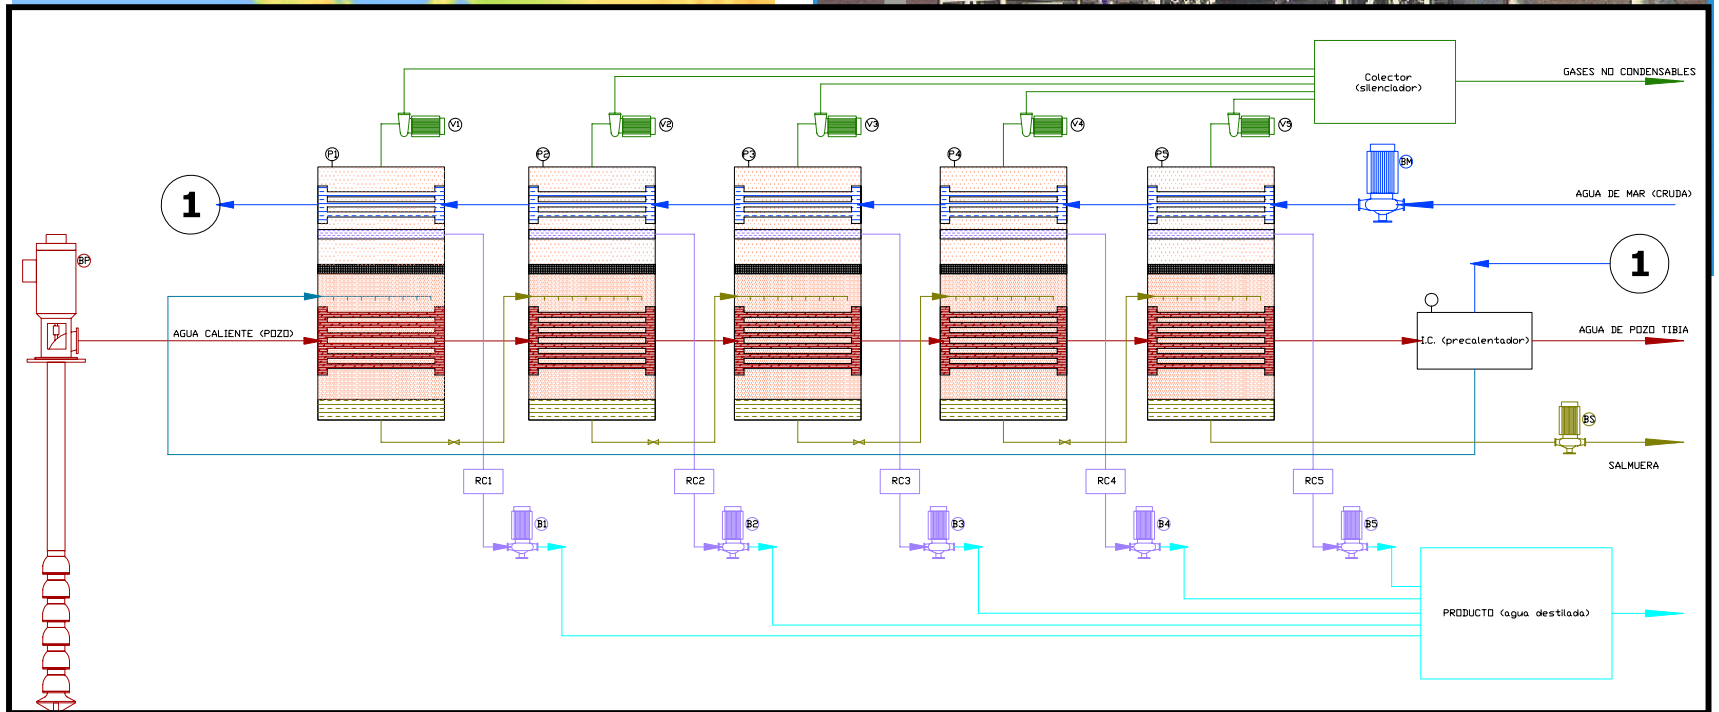 GASES NO CONDENSABLES
Colector
(silenciador)
V1
V2
V3
V4
V5
P1
P2
P3
P4
P5
BM
AGUA DE MAR (CRUDA)
1
BP
1
AGUA CALIENTE (POZO)
AGUA DE POZO TIBIA
I.C. (precalentador)
BS
SALMUERA
RC1
RC2
RC3
RC4
RC5
B1
B2
B3
B4
B5
PRODUCTO (agua destilada)